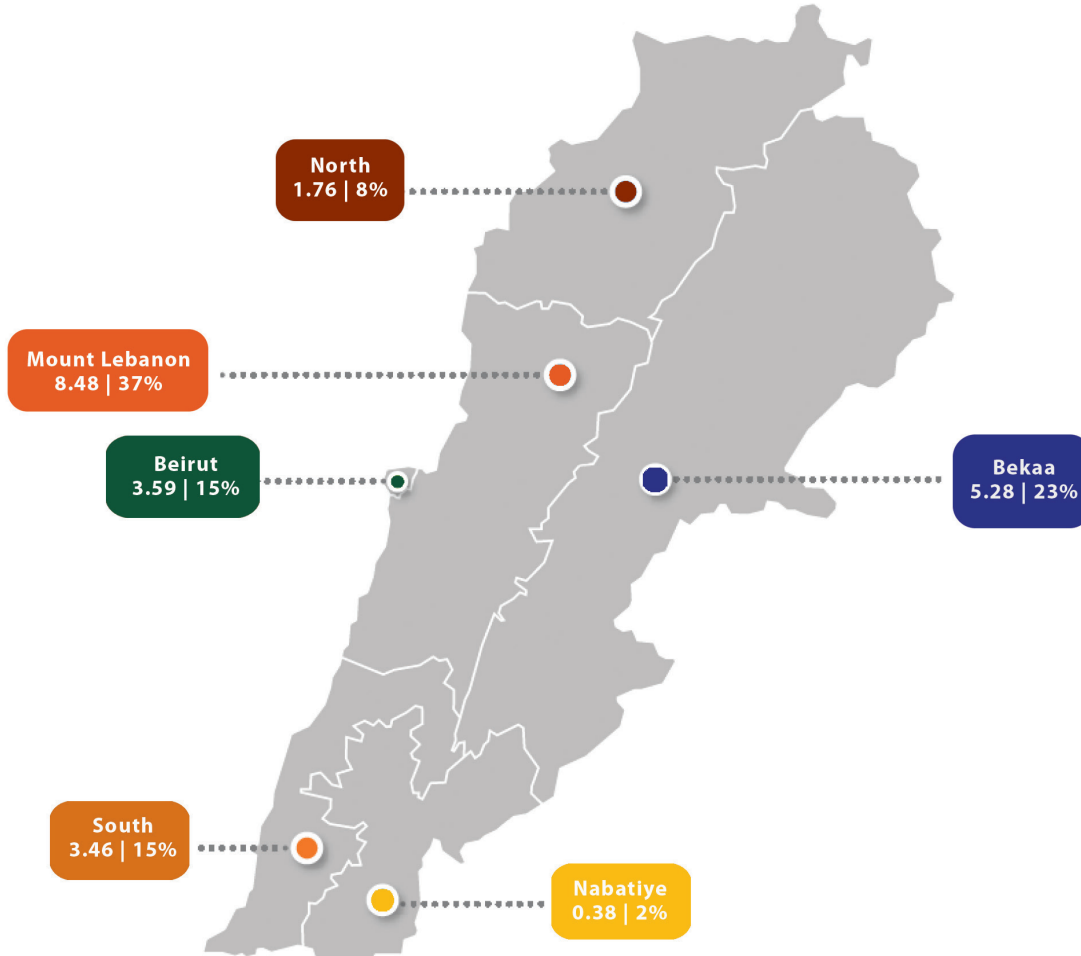 North
1.76 | 8%
Mount Lebanon
8.48 | 37%
Beirut
3.59 | 15%
Bekaa
5.28 | 23%
South
3.46 | 15%
Nabatiye
0.38 | 2%